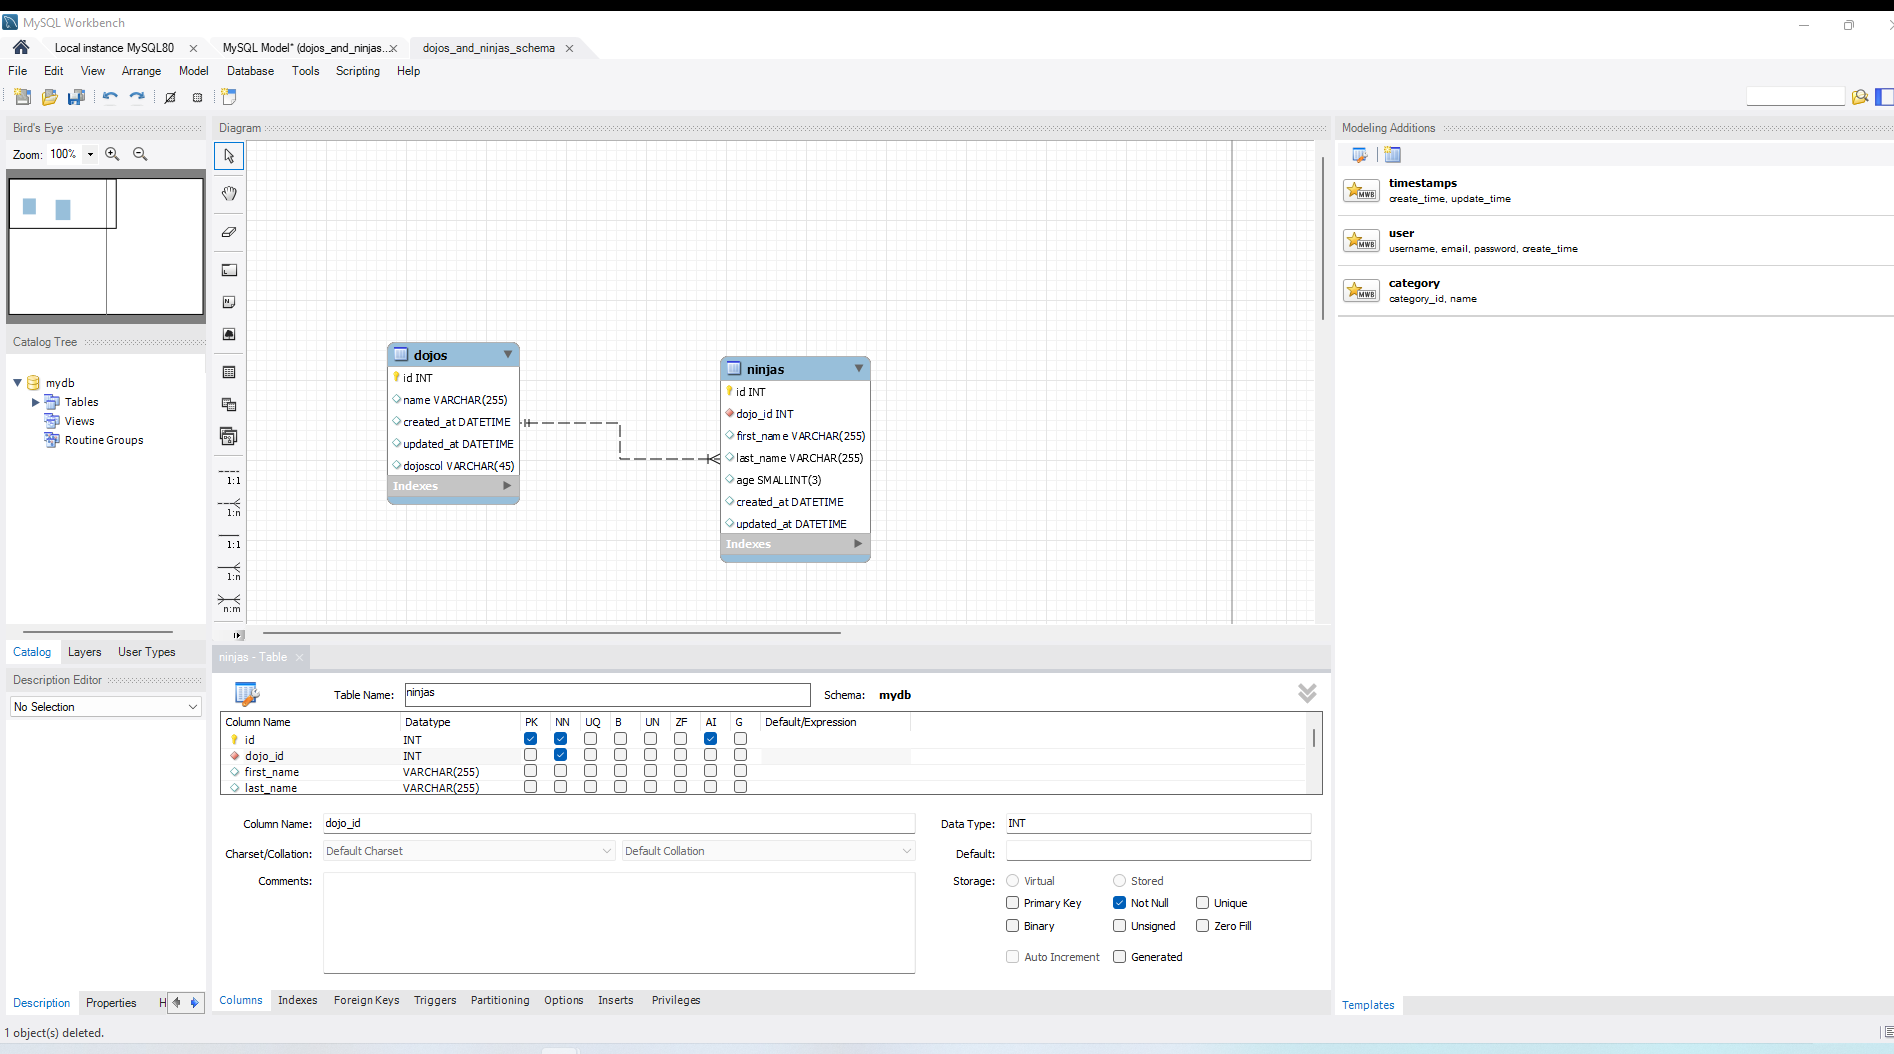 MySQL Workbench
Local instance MySQL80
MySQL Model* (dojos_and_ninjas...
dojos_and_ninjas_schema
File Edit View Arrange Model Database Tools Scripting Help
Bird's Eye
Zoom: 100%
Catalog Tree
mydb
Tables
Views
Routine Groups
Catalog Layers User Types
Description Editor
No Selection
Description Properties H
Diagram
1:1
1:n
1:1
1:n
n:m
dojos
id INT
name VARCHAR(255)
created_at DATETIME
updated_at DATETIME
dojoscol VARCHAR(45)
Indexes
ninjas
id INT
dojo_id INT
first_name VARCHAR(255)
last_name VARCHAR(255)
age SMALLINT(3)
created_at DATETIME
updated_at DATETIME
Indexes
ninjas - Table
Table Name: ninjas Schema: mydb
Column Name Datatype PK NN UQ B UN ZF AI G Default/Expression
id INT
dojo_id INT
first_name VARCHAR(255)
last_name VARCHAR(255)
Column Name: dojo_id Data Type: INT
Charset/Collation: Default Charset Default Collation Default:
Comments: Storage: Virtual Stored
Primary Key Not Null Unique
Binary Unsigned Zero Fill
Auto Increment Generated
Columns Indexes Foreign Keys Triggers Partitioning Options Inserts Privileges
Modeling Additions
MWB
timestamps
create_time, update_time
MWB
user
username, email, password, create_time
MWB
category
category_id, name
Templates
1 object(s) deleted.